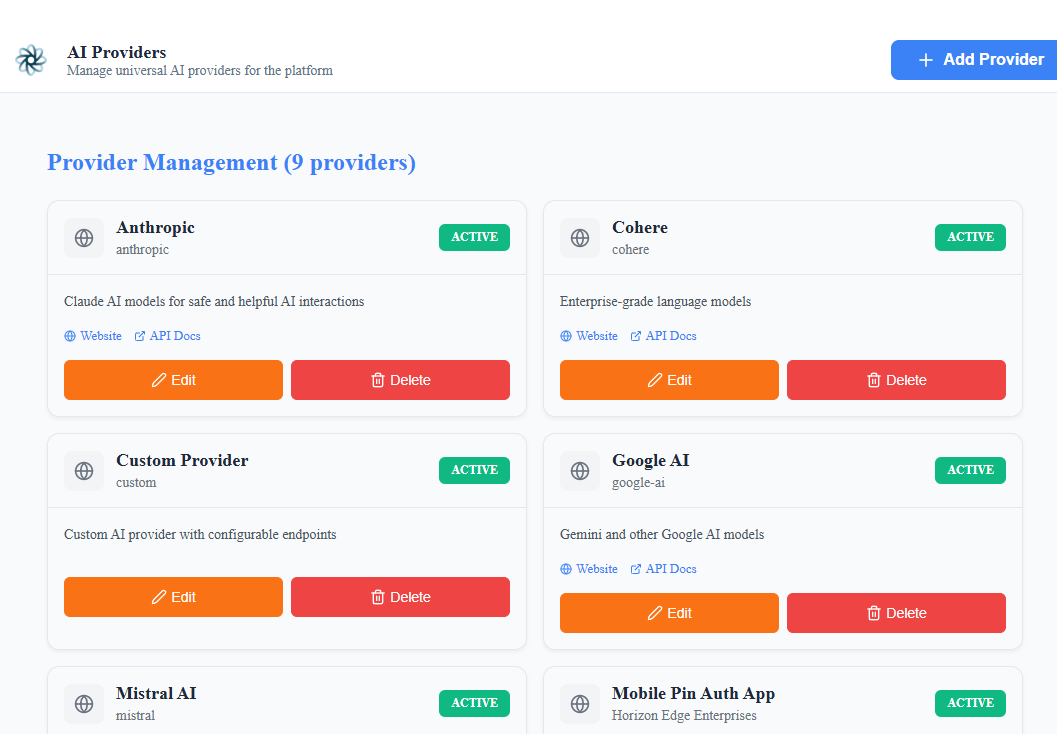 AI Providers
Manage universal AI providers for the platform
Add Provider
Provider Management (9 providers)
Anthropic
anthropic
ACTIVE
Claude AI models for safe and helpful AI interactions
Website API Docs
Edit Delete
Cohere
cohere
ACTIVE
Enterprise-grade language models
Website API Docs
Edit Delete
Custom Provider
custom
ACTIVE
Custom AI provider with configurable endpoints
Edit Delete
Google AI
google-ai
ACTIVE
Gemini and other Google AI models
Website API Docs
Edit Delete
Mistral AI
mistral
ACTIVE
Mobile Pin Auth App
Horizon Edge Enterprises
ACTIVE